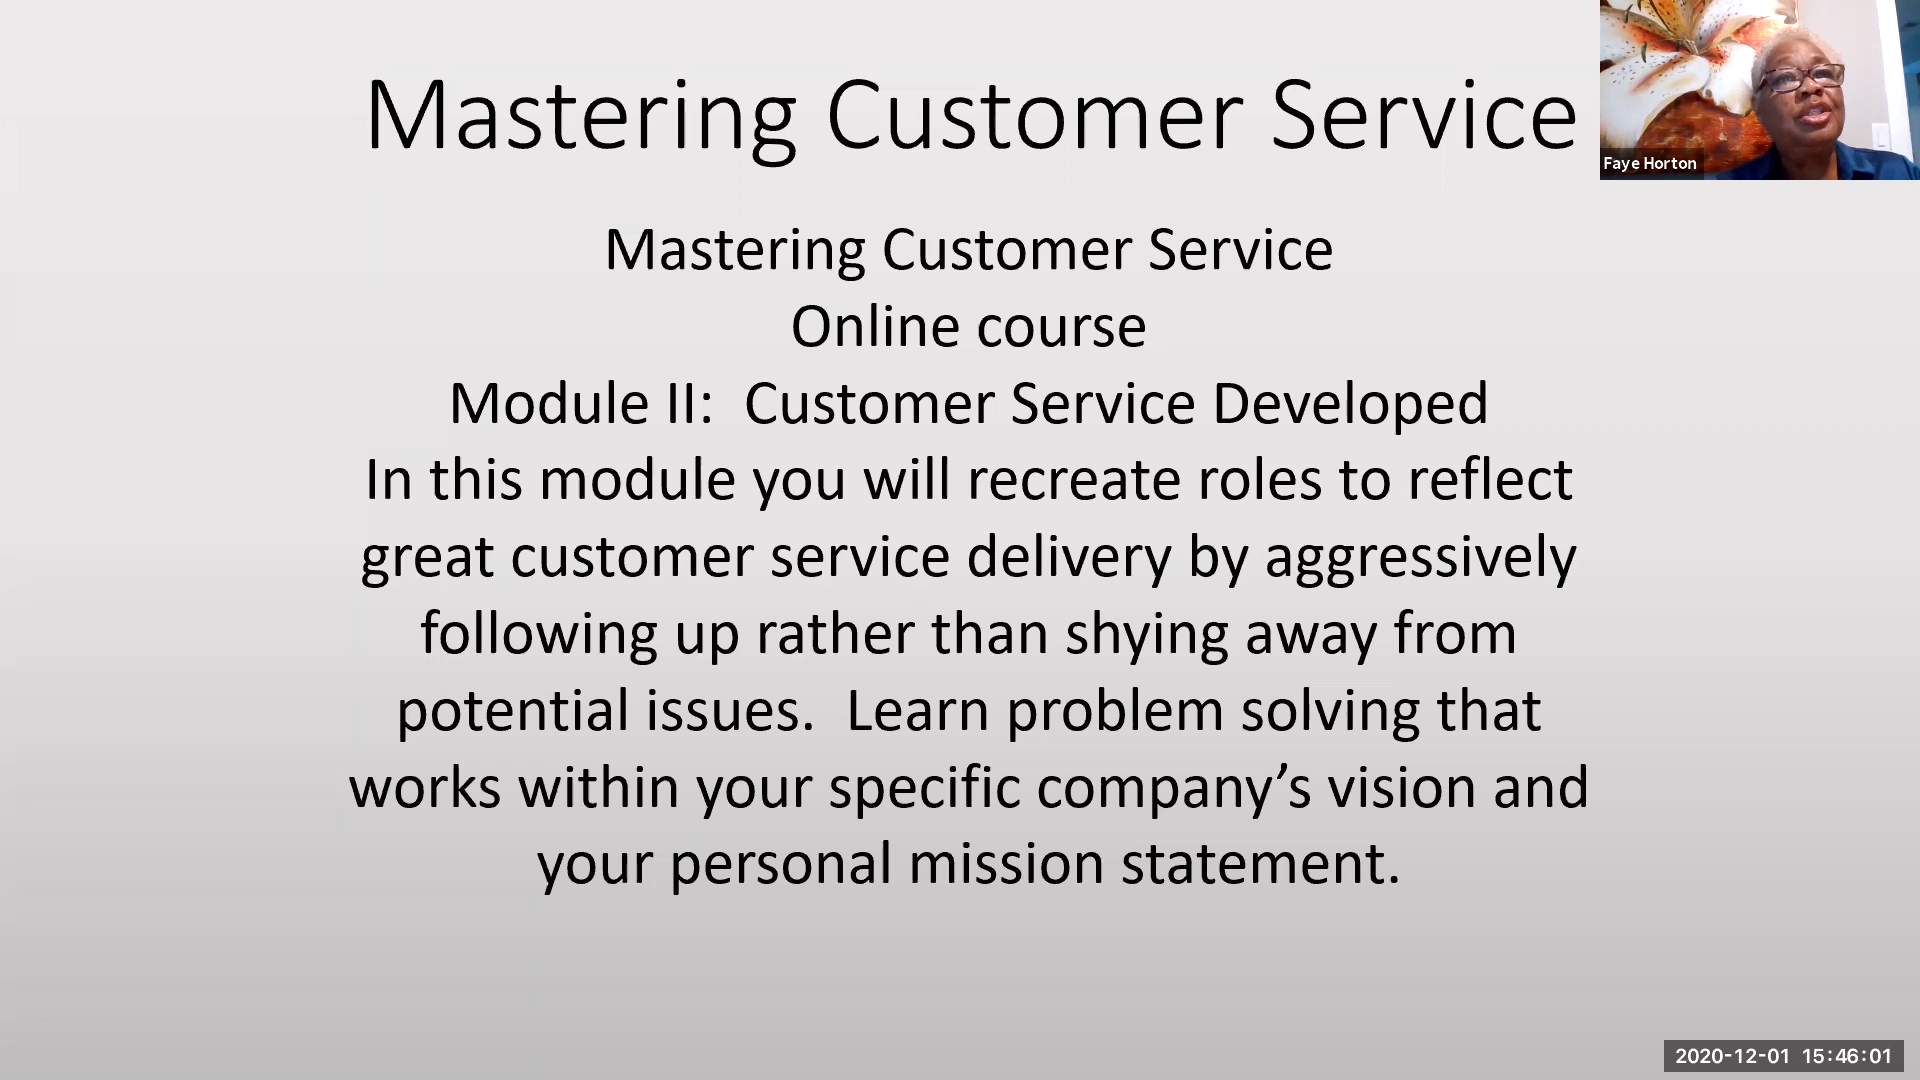 Mastering Customer Service
Faye Horton
Mastering Customer Service
Online course
Module II:  Customer Service Developed
In this module you will recreate roles to reflect
great customer service delivery by aggressively
following up rather than shying away from
potential issues.  Learn problem solving that
works within your specific company’s vision and
your personal mission statement.
2020-12-01 15:46:01